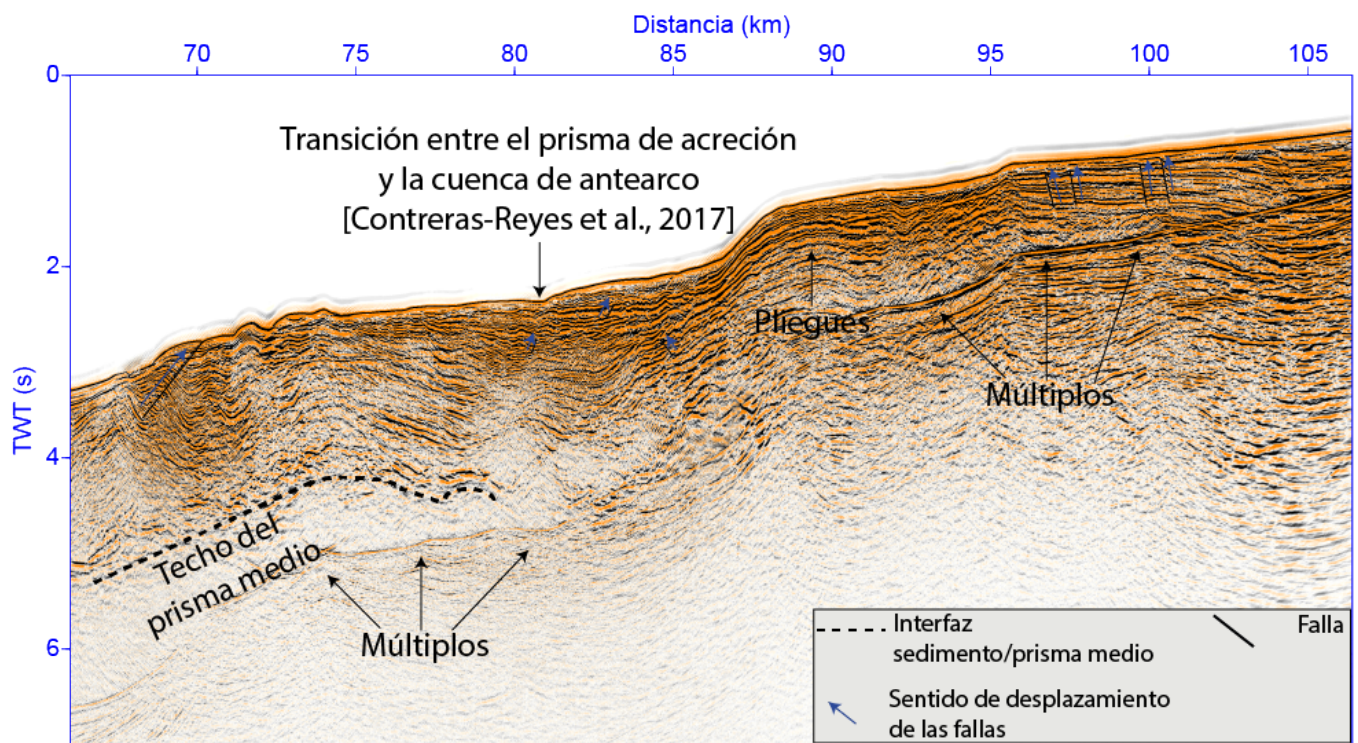 Distancia (km)
70 75 80 85 90 95 100 105
0
2
4
6
TWT (s)
Transición entre el prisma de acreción
y la cuenca de antearco
[Contreras-Reyes et al., 2017]
Pliegues
Múltiplos
Techo del
prisma medio
Múltiplos
Interfaz
sedimento/prisma medio
Falla
Sentido de desplazamiento
de las fallas